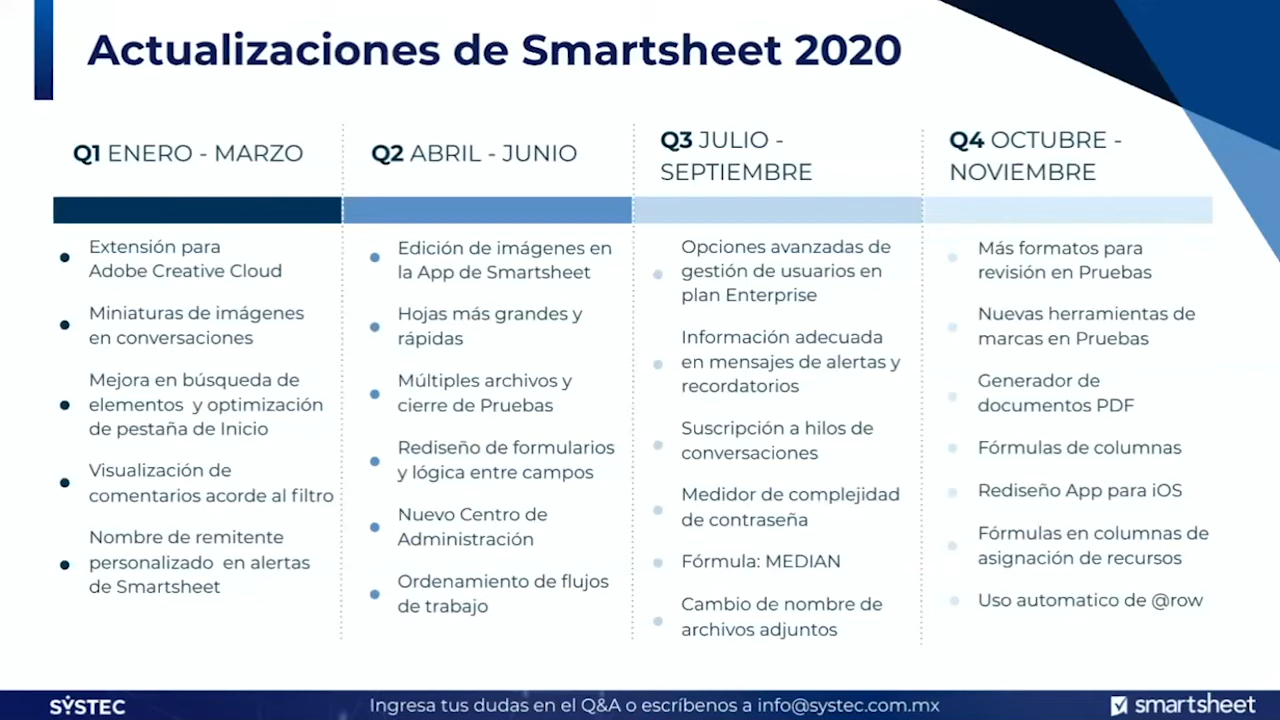 Actualizaciones de Smartsheet 2020
Q1 ENERO - MARZO
Extensión para
Adobe Creative Cloud
Miniaturas de imágenes
en conversaciones
Mejora en búsqueda de
elementos y optimización
de pestaña de Inicio
Visualización de
comentarios acorde al filtro
Nombre de remitente
personalizado en alertas
de Smartsheet
Q2 ABRIL - JUNIO
Edición de imágenes en
la App de Smartsheet
Hojas más grandes y
rápidas
Múltiples archivos y
cierre de Pruebas
Rediseño de formularios
y lógica entre campos
Nuevo Centro de
Administración
Ordenamiento de flujos
de trabajo
Q3 JULIO -
SEPTIEMBRE
Opciones avanzadas de
gestión de usuarios en
plan Enterprise
Información adecuada
en mensajes de alertas y
recordatorios
Suscripción a hilos de
conversaciones
Medidor de complejidad
de contraseña
Fórmula: MEDIAN
Cambio de nombre de
archivos adjuntos
Q4 OCTUBRE -
NOVIEMBRE
Más formatos para
revisión en Pruebas
Nuevas herramientas de
marcas en Pruebas
Generador de
documentos PDF
Fórmulas de columnas
Rediseño App para iOS
Fórmulas en columnas de
asignación de recursos
Uso automatico de @row
SYSTEC
Ingresa tus dudas en el Q&A o escríbenos a info@systec.com.mx
smartsheet